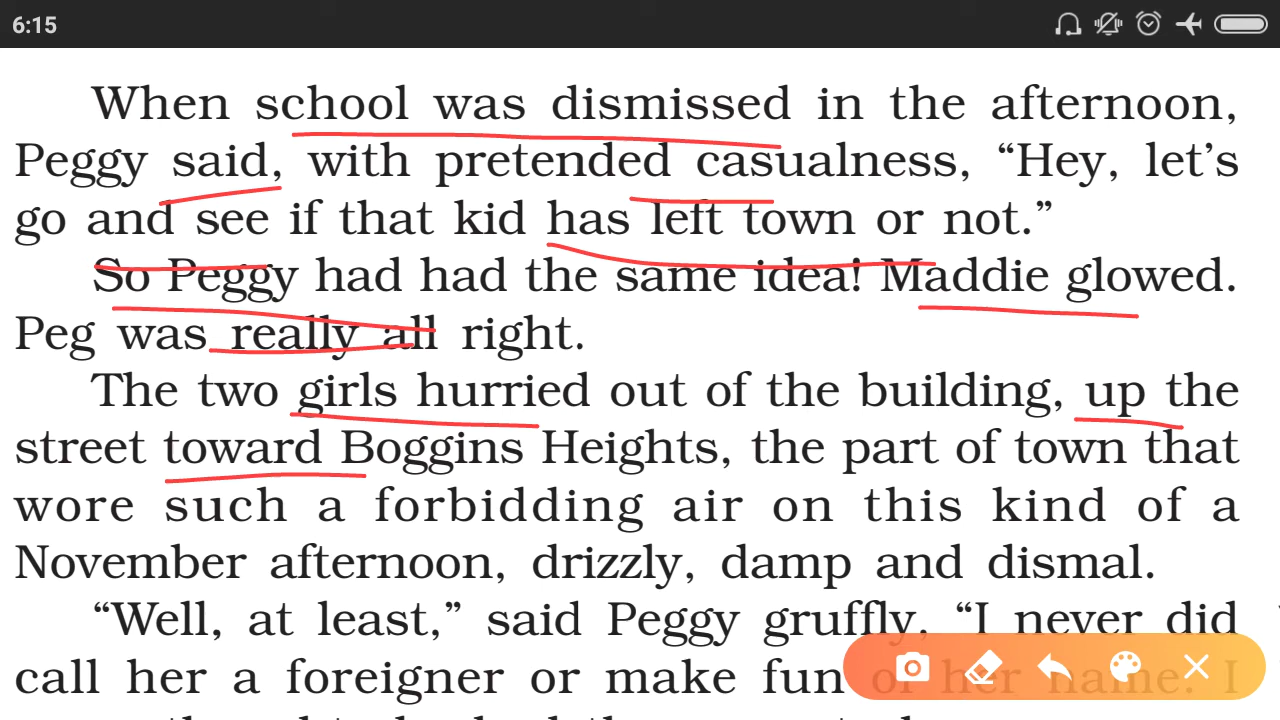 6:15
When school was dismissed in the afternoon,
Peggy said, with pretended casualness, “Hey, let’s
go and see if that kid has left town or not.”
So Peggy had had the same idea! Maddie glowed.
Peg was really all right.
The two girls hurried out of the building, up the
street toward Boggins Heights, the part of town that
wore such a forbidding air on this kind of a
November afternoon, drizzly, damp and dismal.
“Well, at least,” said Peggy gruffly, “I never did
call her a foreigner or make fun of her name. I